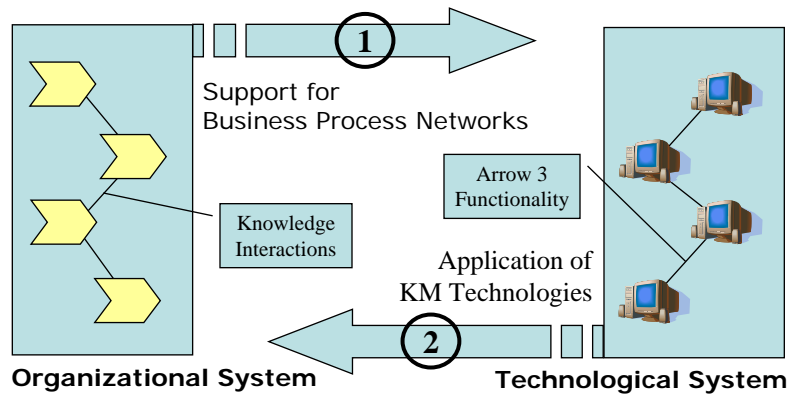 1
Support for
Business Process Networks
Arrow 3
Functionality
Knowledge
Interactions
Application of
KM Technologies
2
Organizational System
Technological System